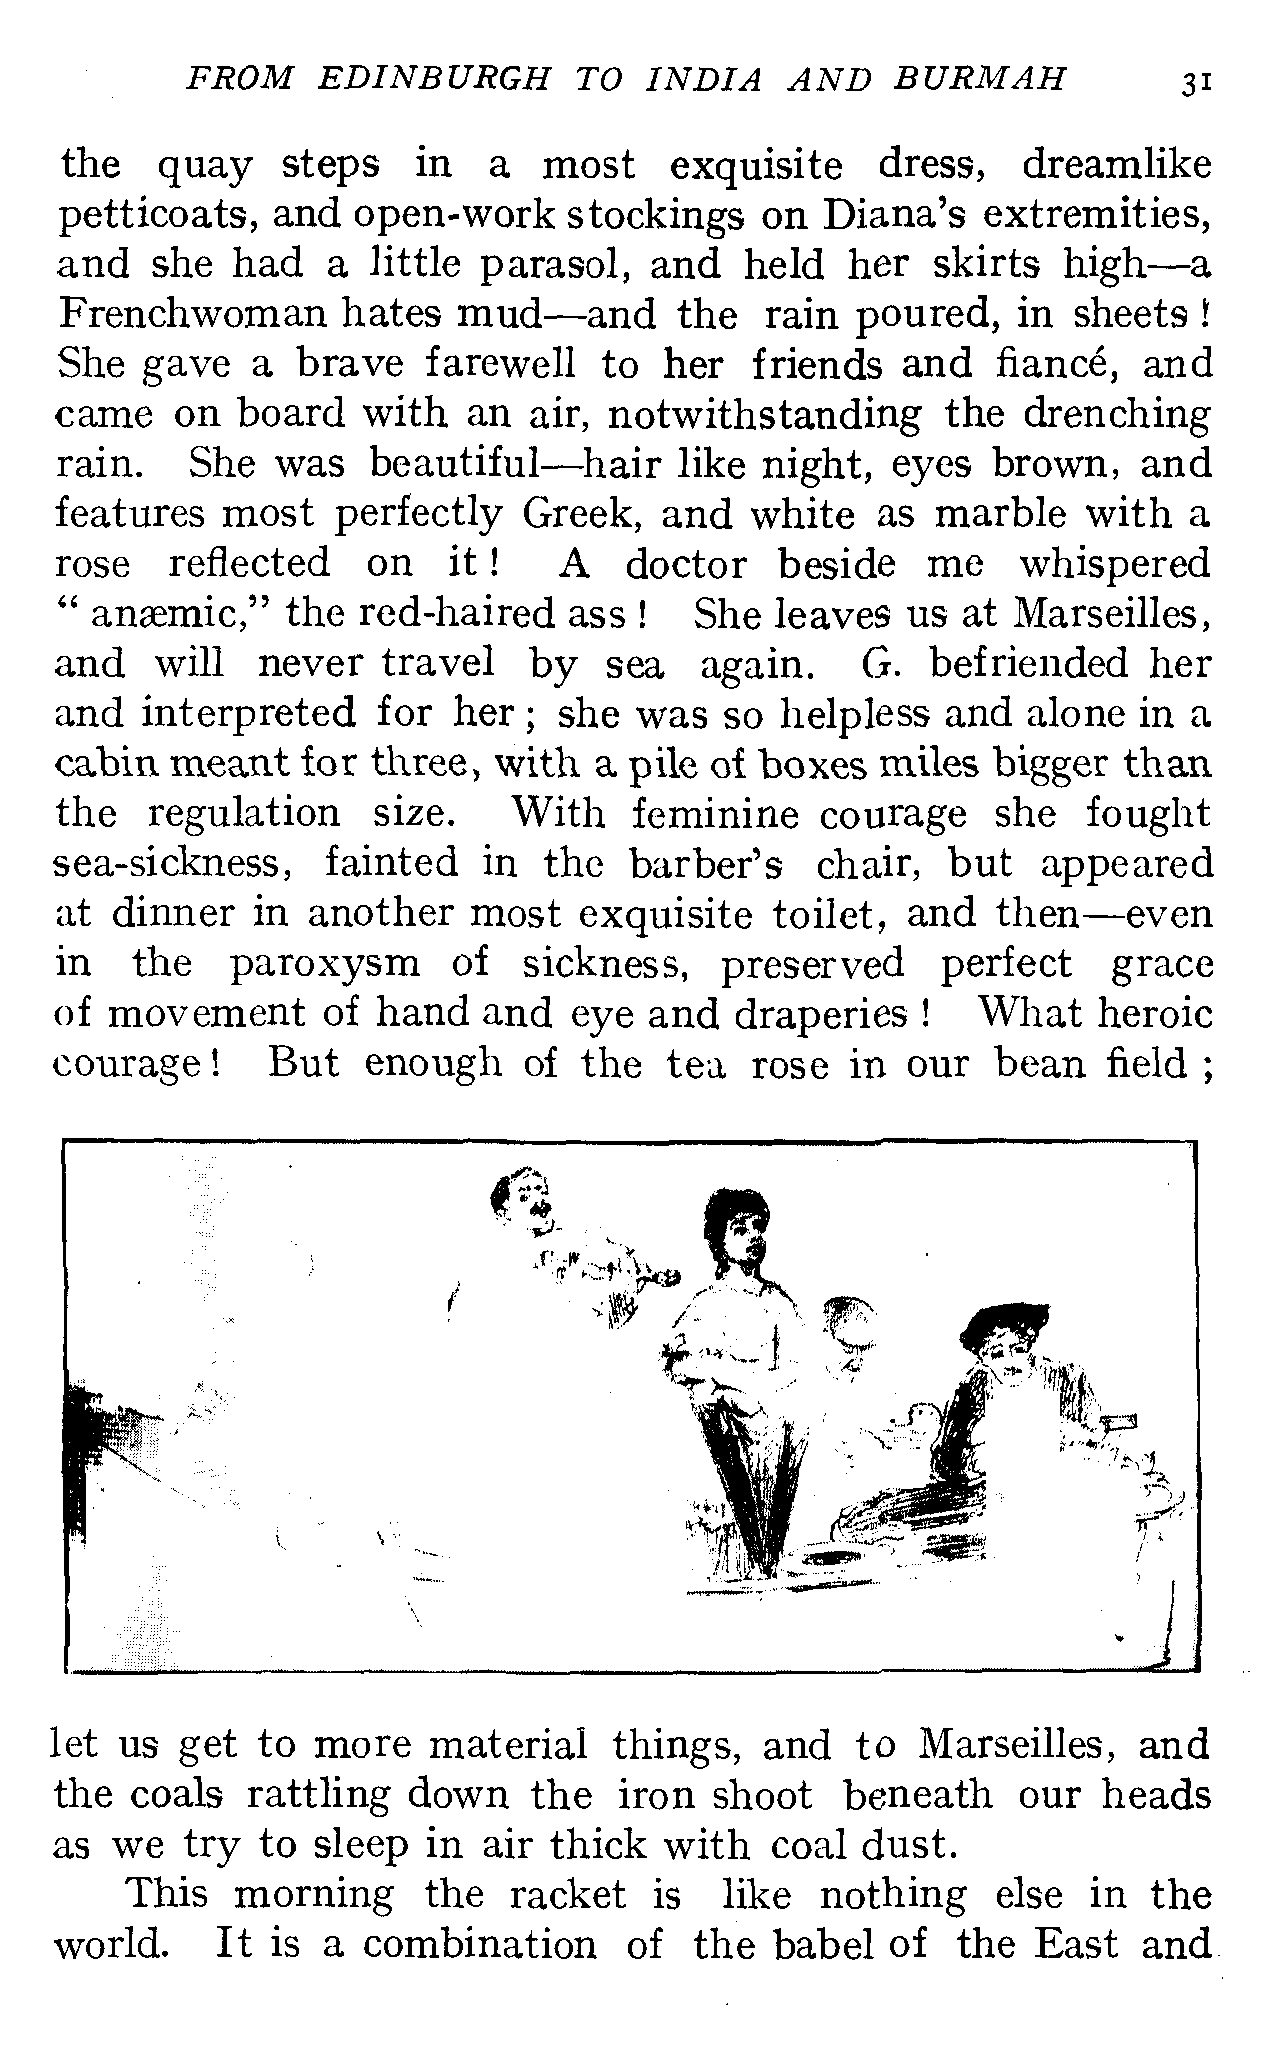 FROM EDINBURGH TO INDIA AND BURMAH 31
the quay steps in a most exquisite dress, dreamlike
petticoats, and open-work stockings on Diana's extremities,
and she had a little parasol, and held her skirts high—a
Frenchwoman hates mud—and the rain poured, in sheets !
She gave a brave farewell to her friends and fiancé, and
came on board with an air, notwithstanding the drenching
rain. She was beautiful—hair like night, eyes brown, and
features most perfectly Greek, and white as marble with a
rose reflected on it ! A doctor beside me whispered
“ anæmic,” the red-haired ass ! She leaves us at Marseilles,
and will never travel by sea again. G. befriended her
and interpreted for her ; she was so helpless and alone in a
cabin meant for three, with a pile of boxes miles bigger than
the regulation size. With feminine courage she fought
sea-sickness, fainted in the barber's chair, but appeared
at dinner in another most exquisite toilet, and then—even
in the paroxysm of sickness, preserved perfect grace
of movement of hand and eye and draperies ! What heroic
courage ! But enough of the tea rose in our bean field ;
let us get to more material things, and to Marseilles, and
the coals rattling down the iron shoot beneath our heads
as we try to sleep in air thick with coal dust.
This morning the racket is like nothing else in the
world. It is a combination of the babel of the East and